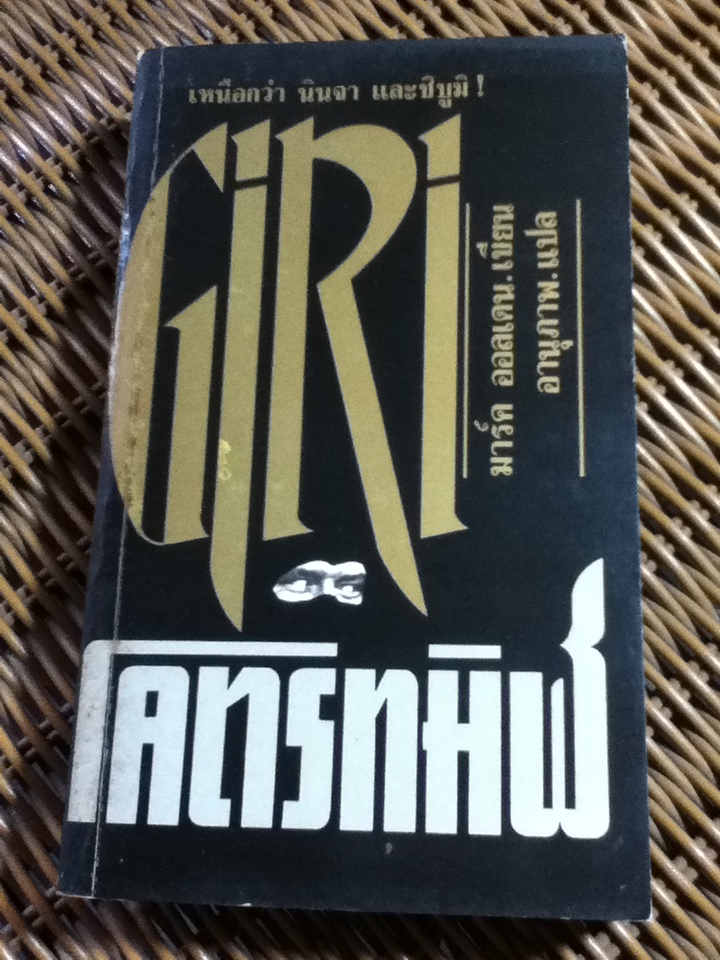 เหนือกว่า นินจา และชิบูมิ !
GIRI
มาร์ค ออลเดน.เขียน
อานุภาพ.แปล
โคตรทมิฬ